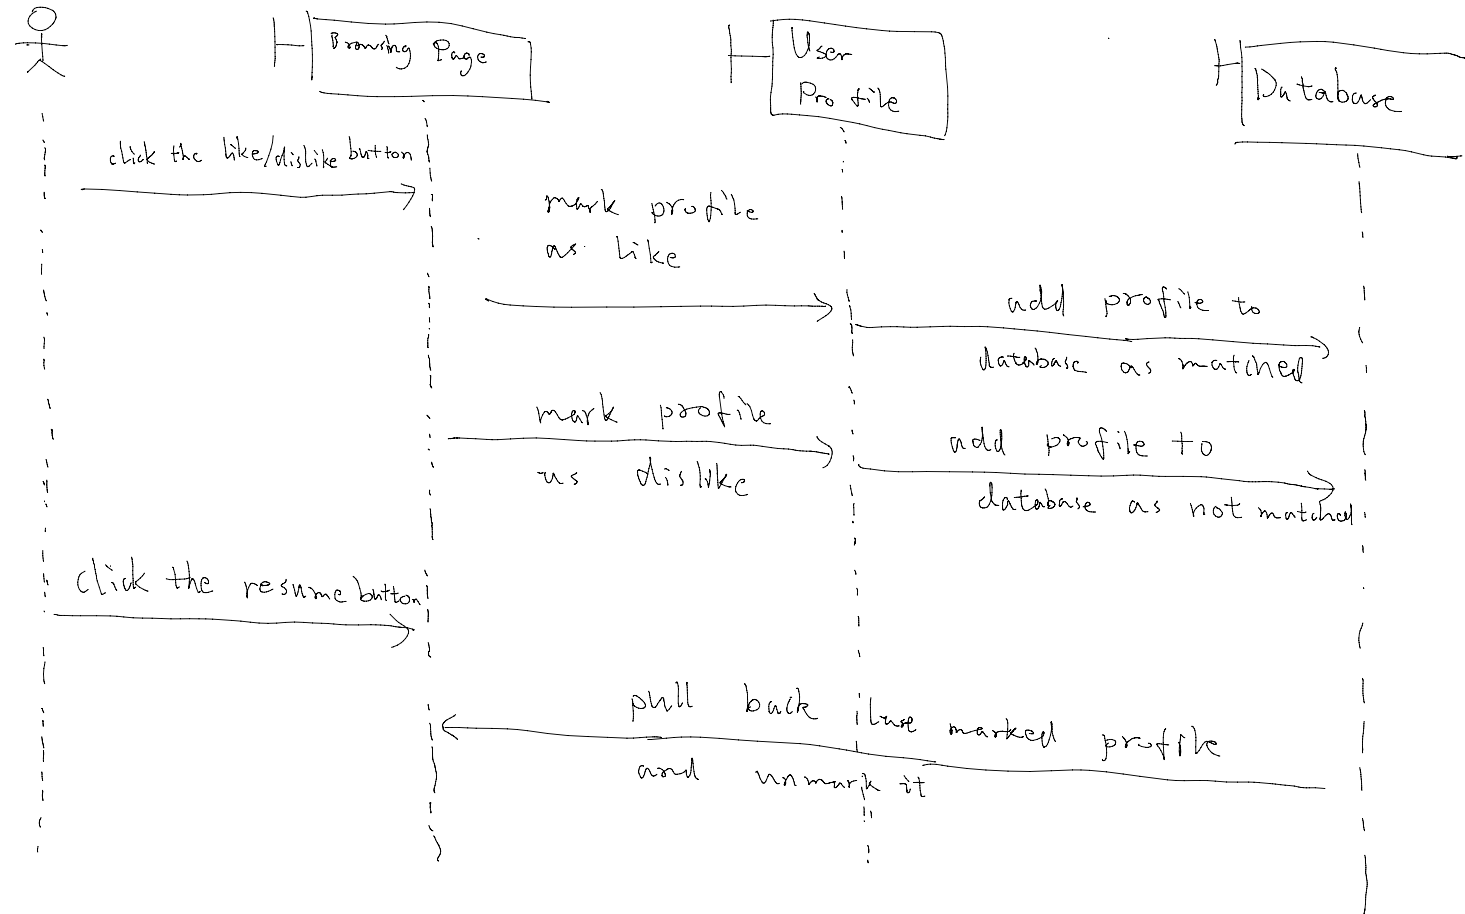 Browsing Page
User
Profile
Database
click the like/dislike button
mark profile
as like
add profile to
database as matched
mark profile
as dislike
add profile to
database as not matched
click the resume button
pull back marked profile
and unmark it